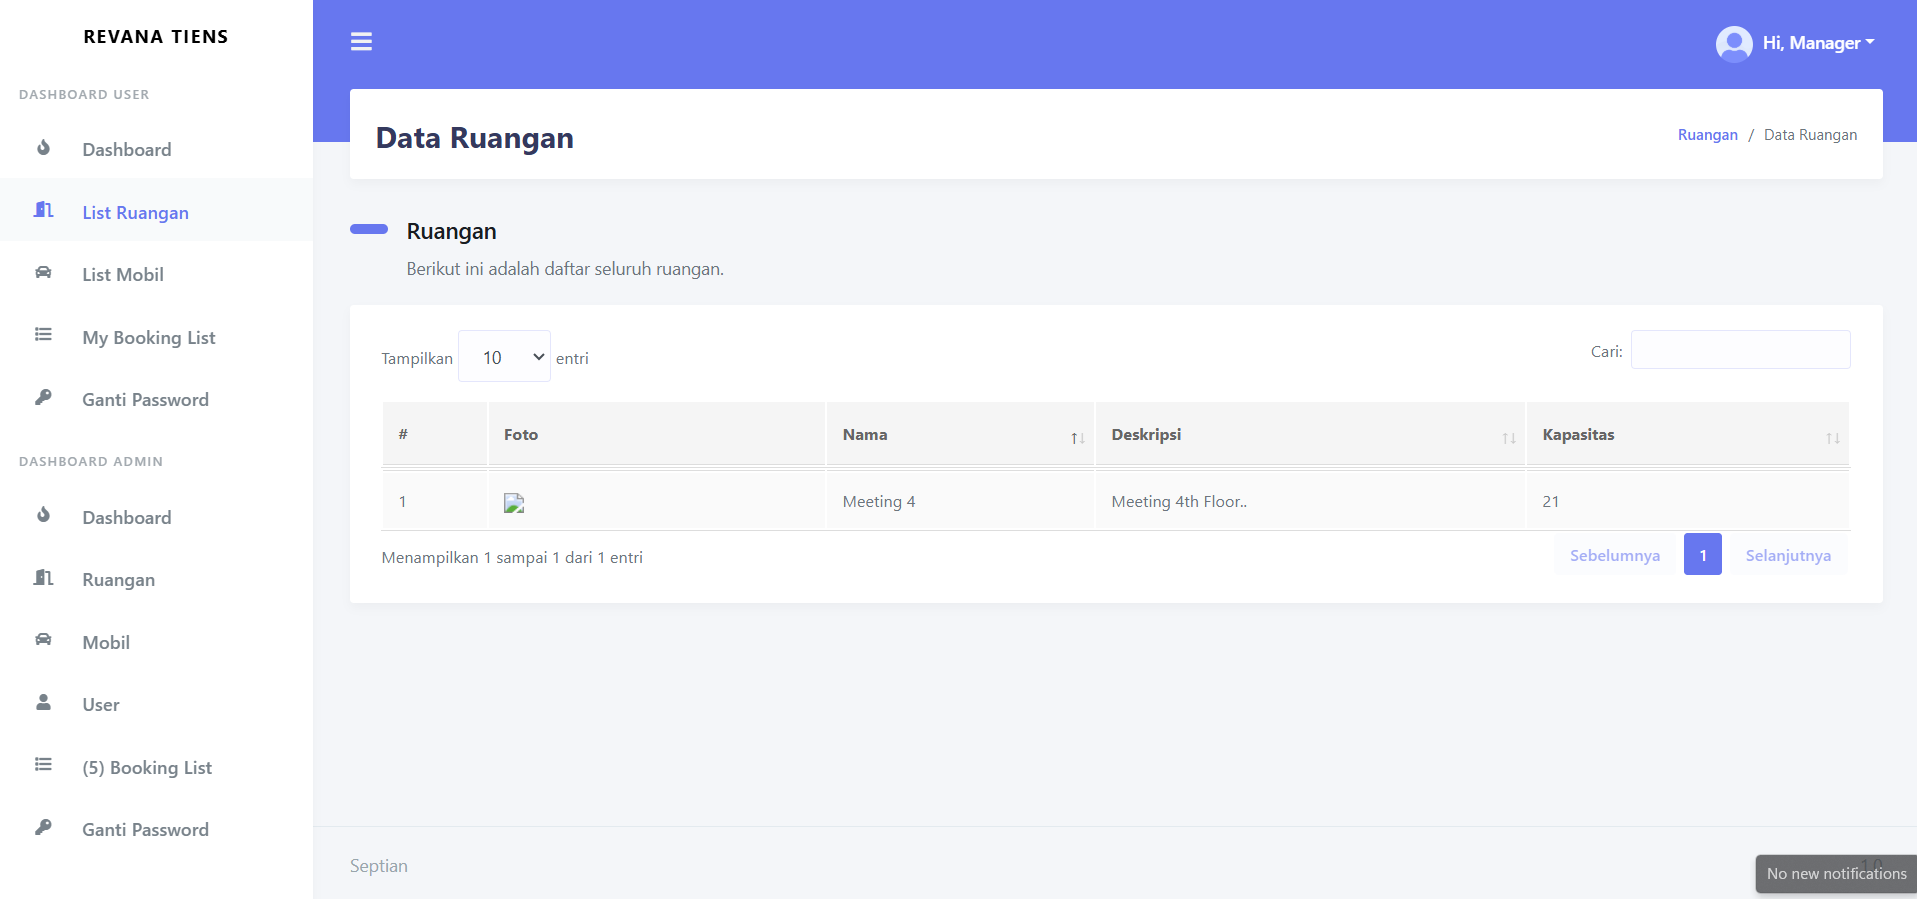 REVANA TIENS
DASHBOARD USER
Dashboard
List Ruangan
List Mobil
My Booking List
Ganti Password
DASHBOARD ADMIN
Dashboard
Ruangan
Mobil
User
(5) Booking List
Ganti Password
Hi, Manager
Data Ruangan
Ruangan / Data Ruangan
Ruangan
Berikut ini adalah daftar seluruh ruangan.
Tampilkan 10 entri
Cari:
# Foto Nama Deskripsi Kapasitas
1 Meeting 4 Meeting 4th Floor.. 21
Menampilkan 1 sampai 1 dari 1 entri
Sebelumnya 1 Selanjutnya
Septian
1.0
No new notifications